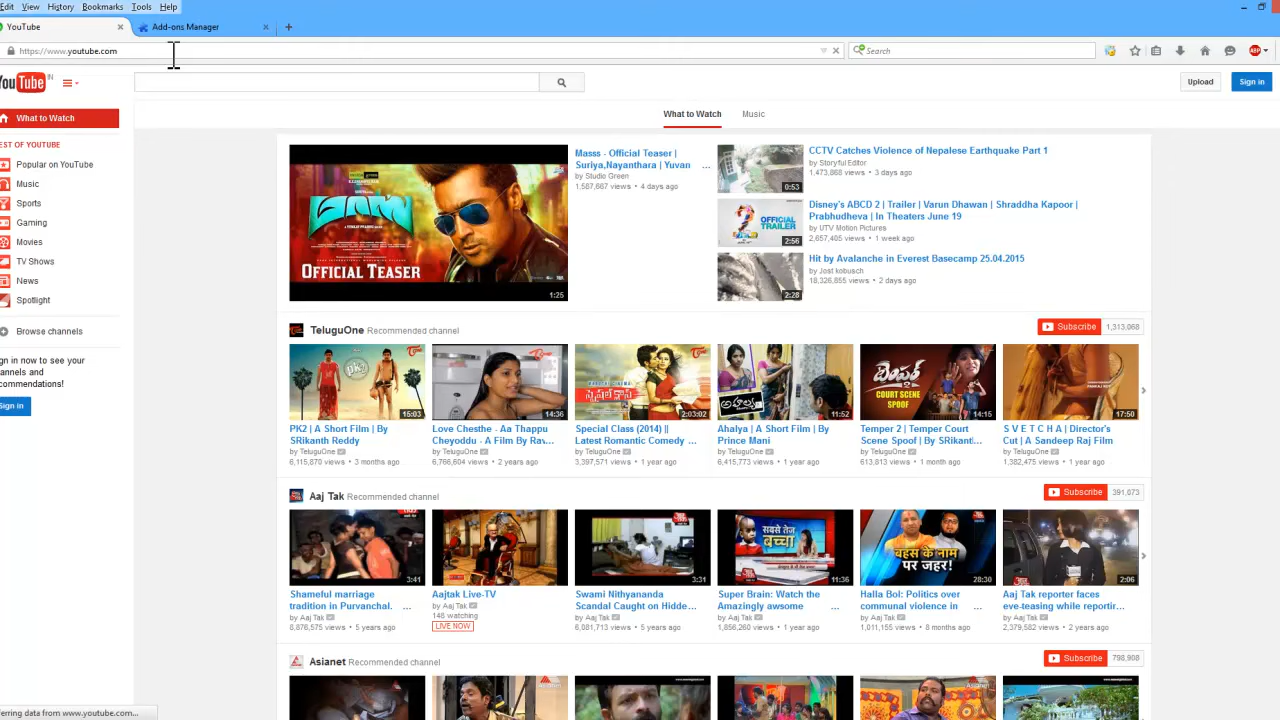 Edit View History Bookmarks Tools Help
YouTube
Add-ons Manager
https://www.youtube.com
Search
ABP
YouTube IN
Upload
Sign in
What to Watch
Music
What to Watch
EST OF YOUTUBE
Popular on YouTube
Music
Sports
Gaming
Movies
TV Shows
News
Spotlight
Browse channels
ign in now to see your
annels and
commendations!
ign in
OFFICIAL TEASER
1:25
Masss - Official Teaser |
Suriya,Nayanthara | Yuvan ...
by Studio Green
1,587,667 views • 4 days ago
0:53
CCTV Catches Violence of Nepalese Earthquake Part 1
by Storyful Editor
1,473,868 views • 3 days ago
OFFICIAL
TRAILER
2:56
Disney's ABCD 2 | Trailer | Varun Dhawan | Shraddha Kapoor |
Prabhudheva | In Theaters June 19
by UTV Motion Pictures
2,657,405 views • 1 week ago
2:28
Hit by Avalanche in Everest Basecamp 25.04.2015
by Jost kobusch
18,326,855 views • 2 days ago
TeluguOne Recommended channel
Subscribe 1,313,068
15:03
14:36
2:03:02
11:52
COURT SCENE
SPOOF
14:15
17:50
PK2 | A Short Film | By
SRikanth Reddy
by TeluguOne
6,115,870 views • 3 months ago
Love Chesthe - Aa Thappu
Cheyoddu - A Film By Rav...
by TeluguOne
6,766,604 views • 2 years ago
Special Class (2014) ||
Latest Romantic Comedy ...
by TeluguOne
3,397,571 views • 1 year ago
Ahalya | A Short Film | By
Prince Mani
by TeluguOne
6,415,773 views • 1 year ago
Temper 2 | Temper Court
Scene Spoof | By SRikant...
by TeluguOne
613,813 views • 1 month ago
S V E T C H A | Director's
Cut | A Sandeep Raj Film
by TeluguOne
1,382,475 views • 1 year ago
Aaj Tak Recommended channel
Subscribe 391,073
3:41
3:31
सबसे तेज़
बच्चा
11:36
बहस के नाम
पर जहर!
28:30
2:06
Shameful marriage
tradition in Purvanchal. ...
by Aaj Tak
8,876,575 views • 5 years ago
Aajtak Live-TV
by Aaj Tak
146 watching
LIVE NOW
Swami Nithyananda
Scandal Caught on Hidde...
by Aaj Tak
6,081,713 views • 5 years ago
Super Brain: Watch the
Amazingly awsome ...
by Aaj Tak
1,856,260 views • 1 year ago
Halla Bol: Politics over
communal violence in ...
by Aaj Tak
1,011,155 views • 8 months ago
Aaj Tak reporter faces
eve-teasing while reportir...
by Aaj Tak
2,379,582 views • 2 years ago
Asianet Recommended channel
Subscribe 798,908
ferring data from www.youtube.com...